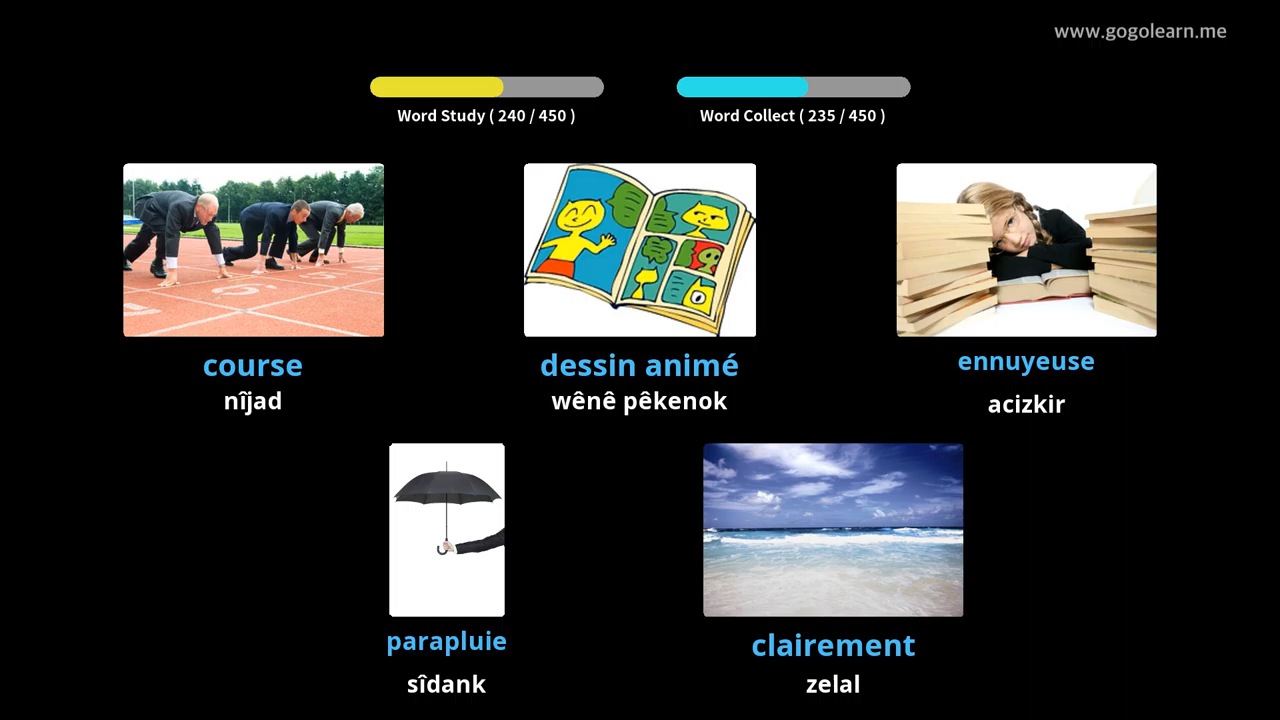 www.gogolearn.me
Word Study ( 240 / 450 )
Word Collect ( 235 / 450 )
course
nîjad
dessin animé
wênê pêkenok
ennuyeuse
acizkir
parapluie
sîdank
clairement
zelal